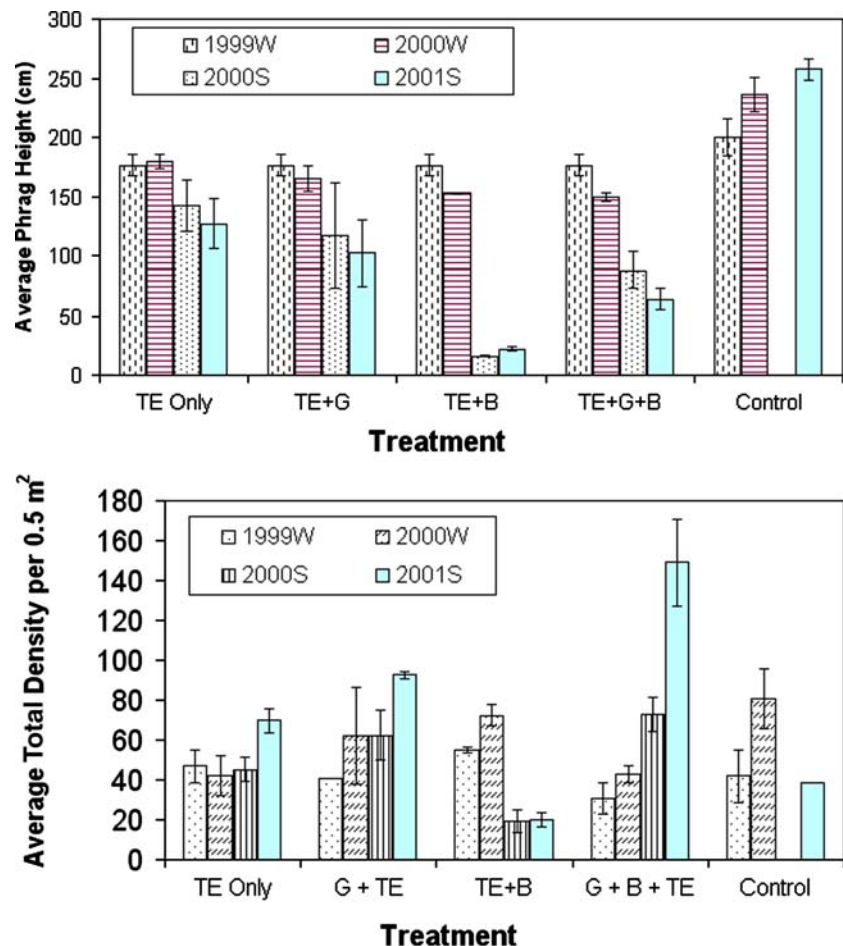 300
250
200
150
100
50
0
Average Phrag Height (cm)
1999W 2000W
2000S 2001S
TE Only TE+G TE+B TE+G+B Control
Treatment
180
160
140
120
100
80
60
40
20
0
Average Total Density per 0.5 m²
1999W 2000W
2000S 2001S
TE Only G + TE TE+B G + B + TE Control
Treatment